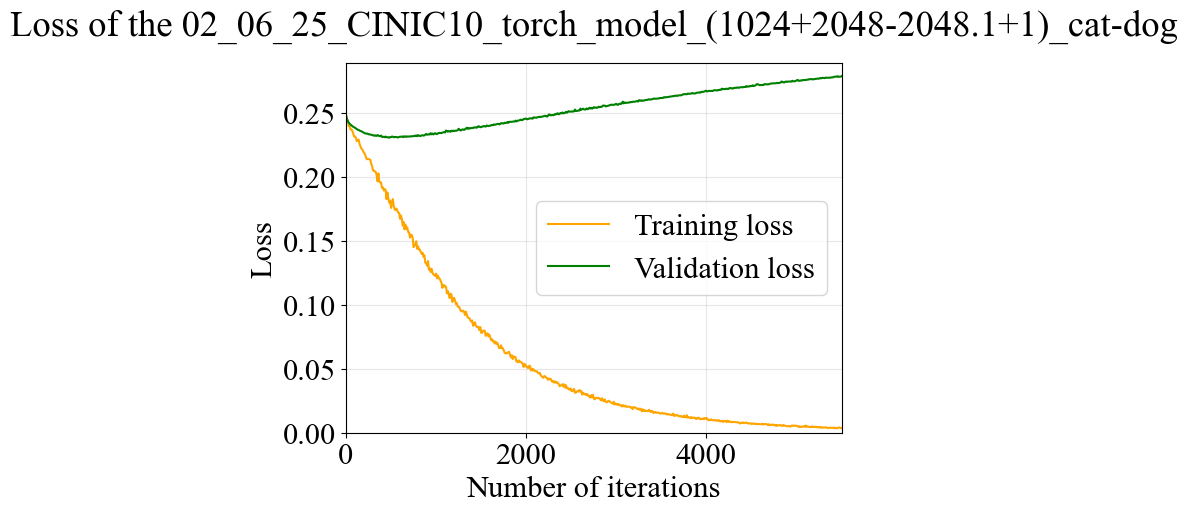 Loss of the 02_06_25_CINIC10_torch_model_(1024+2048-2048.1+1)_cat-dog
0.25
0.20
0.15
0.10
0.05
0.00
Loss
Training loss
Validation loss
0 2000 4000
Number of iterations